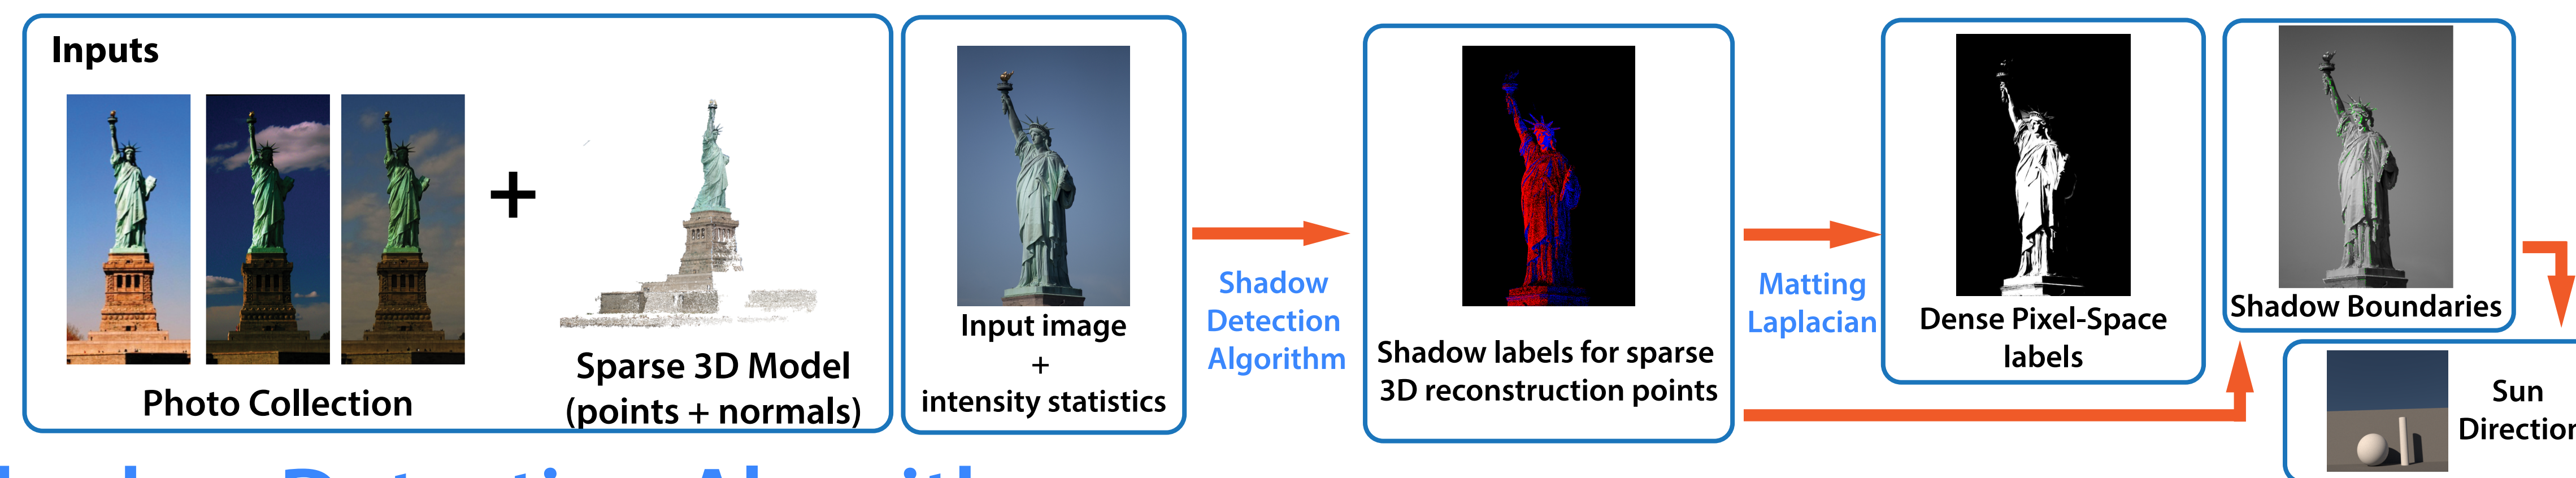 Inputs
+
Photo Collection
Sparse 3D Model
(points + normals)
Input image
+
intensity statistics
Shadow
Detection
Algorithm
Shadow labels for sparse
3D reconstruction points
Matting
Laplacian
Dense Pixel-Space
labels
Shadow Boundaries
Sun
Direction